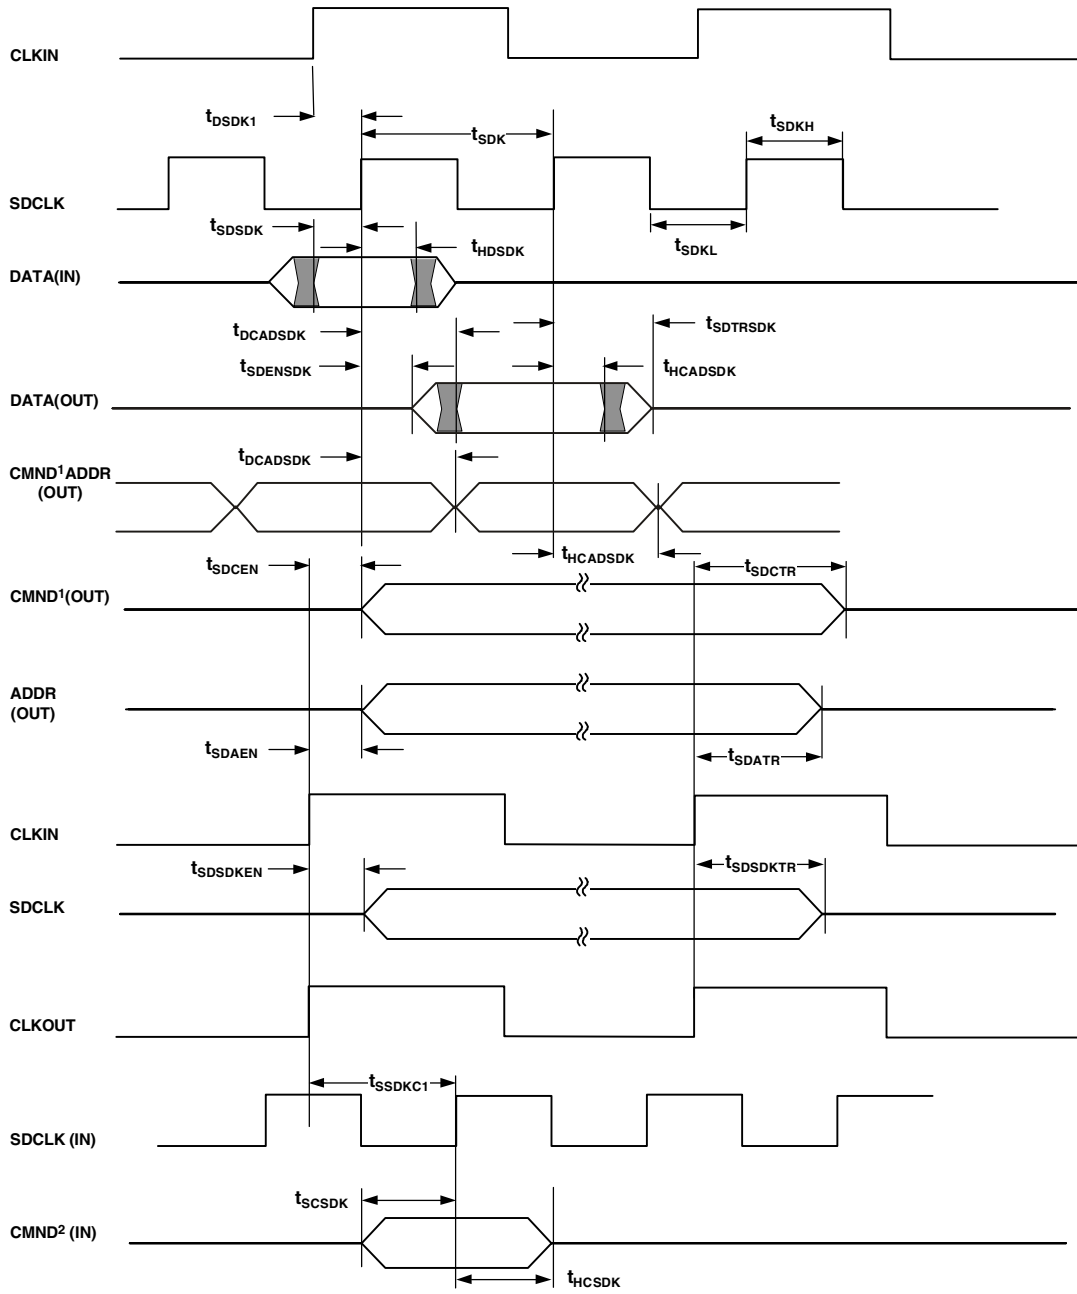 CLKIN
tDSDK1
tSDK
tSDKH
SDCLK
tSDSDK
tHDSDK
tSDKL
DATA(IN)
tDCADSDK
tSDTRSDK
tSDENSDK
tHCADSDK
DATA(OUT)
tDCADSDK
CMND1 ADDR
(OUT)
tHCADSDK
tSDCEN
tSDCTR
CMND1(OUT)
ADDR
(OUT)
tSDAEN
tSDATR
CLKIN
tSDSDKEN
tSDSDKTR
SDCLK
CLKOUT
tSSDKC1
SDCLK (IN)
tSCSDK
CMND2 (IN)
tHCSDK